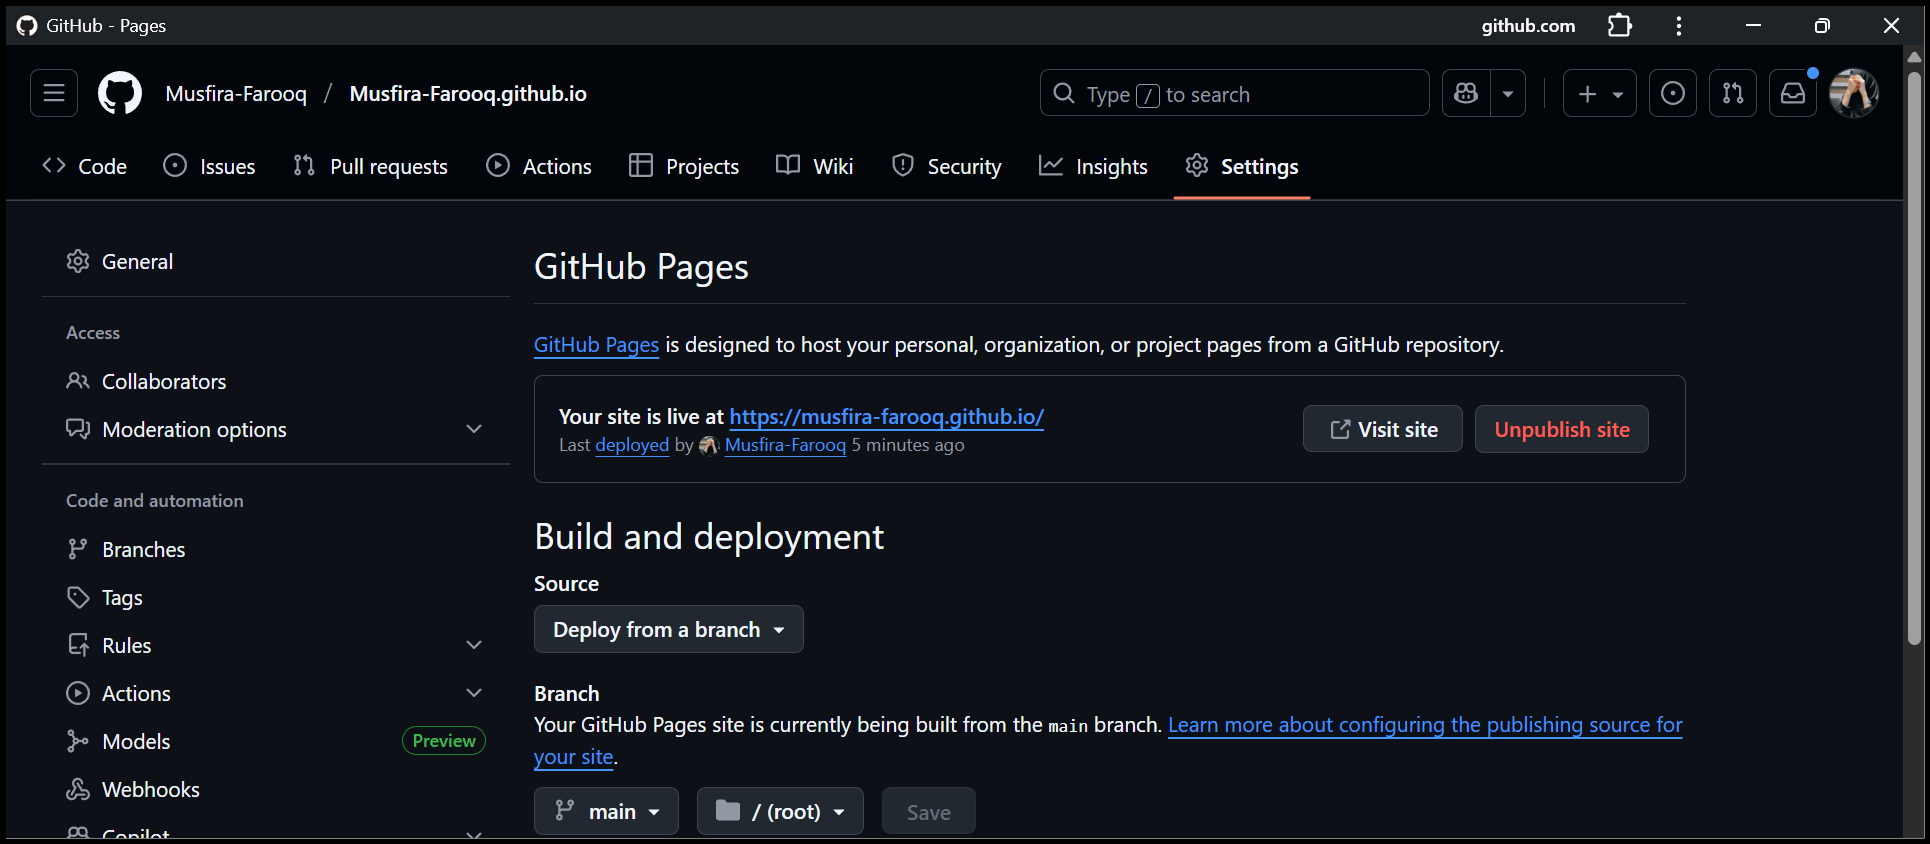 GitHub - Pages
github.com
Musfira-Farooq / Musfira-Farooq.github.io
Type / to search
Code
Issues
Pull requests
Actions
Projects
Wiki
Security
Insights
Settings
General
Access
Collaborators
Moderation options
Code and automation
Branches
Tags
Rules
Actions
Models
Preview
Webhooks
Copilot
GitHub Pages
GitHub Pages is designed to host your personal, organization, or project pages from a GitHub repository.
Your site is live at https://musfira-farooq.github.io/
Last deployed by Musfira-Farooq 5 minutes ago
Visit site
Unpublish site
Build and deployment
Source
Deploy from a branch
Branch
Your GitHub Pages site is currently being built from the main branch. Learn more about configuring the publishing source for
your site.
main
/ (root)
Save